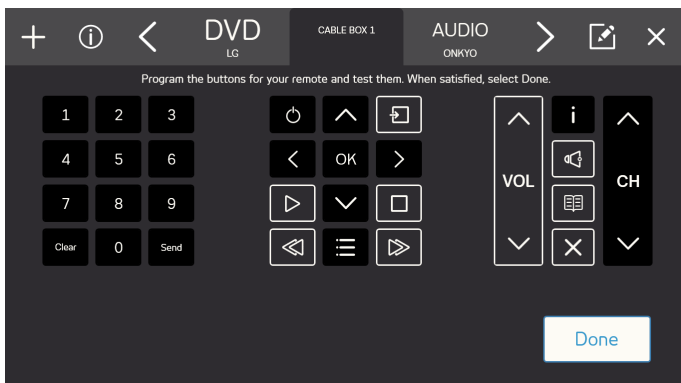 DVD
LG
CABLE BOX 1
AUDIO
ONKYO
Program the buttons for your remote and test them. When satisfied, select Done.
1 2 3
i
4 5 6
OK
VOL
CH
7 8 9
Clear 0 Send
Done